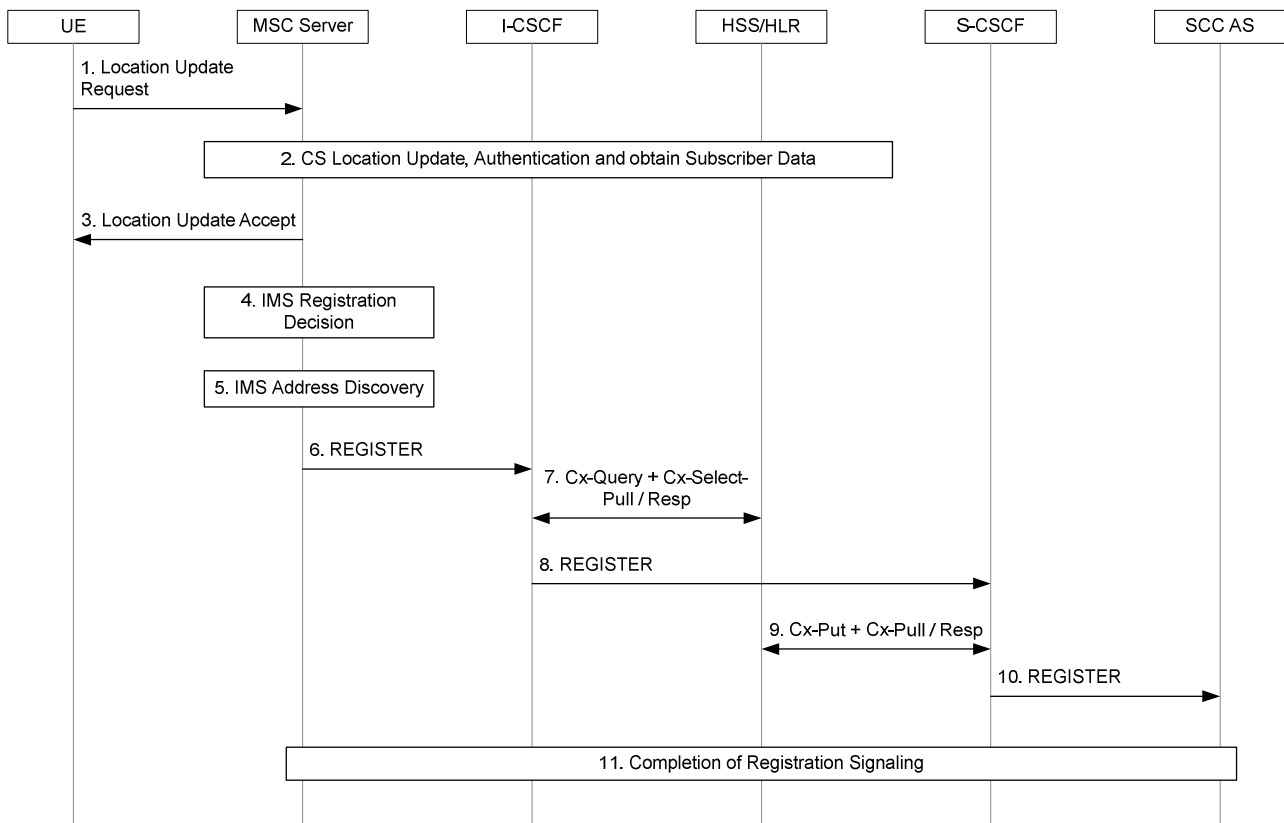 UE
MSC Server
I-CSCF
HSS/HLR
S-CSCF
SCC AS
1. Location Update
Request
2. CS Location Update, Authentication and obtain Subscriber Data
3. Location Update Accept
4. IMS Registration
Decision
5. IMS Address Discovery
6. REGISTER
7. Cx-Query + Cx-Select-
Pull / Resp
8. REGISTER
9. Cx-Put + Cx-Pull / Resp
10. REGISTER
11. Completion of Registration Signaling